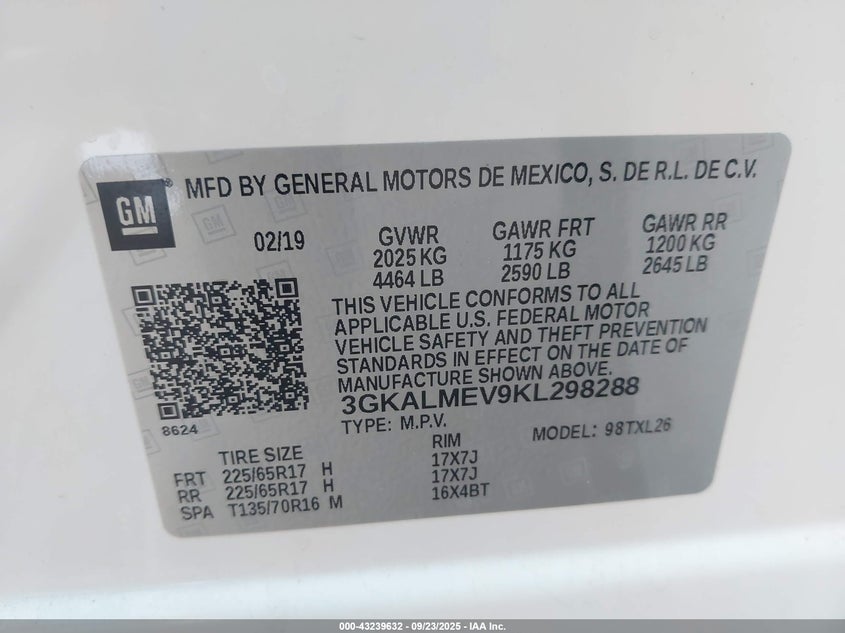 GM
®
MFD BY GENERAL MOTORS DE MEXICO, S. DE R.L. DE C.V.
02/19
GVWR
2025 KG
4464 LB
GAWR FRT
1175 KG
2590 LB
GAWR RR
1200 KG
2645 LB
THIS VEHICLE CONFORMS TO ALL
APPLICABLE U.S. FEDERAL MOTOR
VEHICLE SAFETY AND THEFT PREVENTION
STANDARDS IN EFFECT ON THE DATE OF
MANUFACTURE SHOWN ABOVE.
3GKALMEV9KL298288
8624
TYPE: M.P.V.
MODEL: 98TXL26
TIRE SIZE RIM
FRT 225/65R17 H 17X7J
RR 225/65R17 H 17X7J
SPA T135/70R16 M 16X4BT
000-43239632 - 09/23/2025 - IAA Inc.